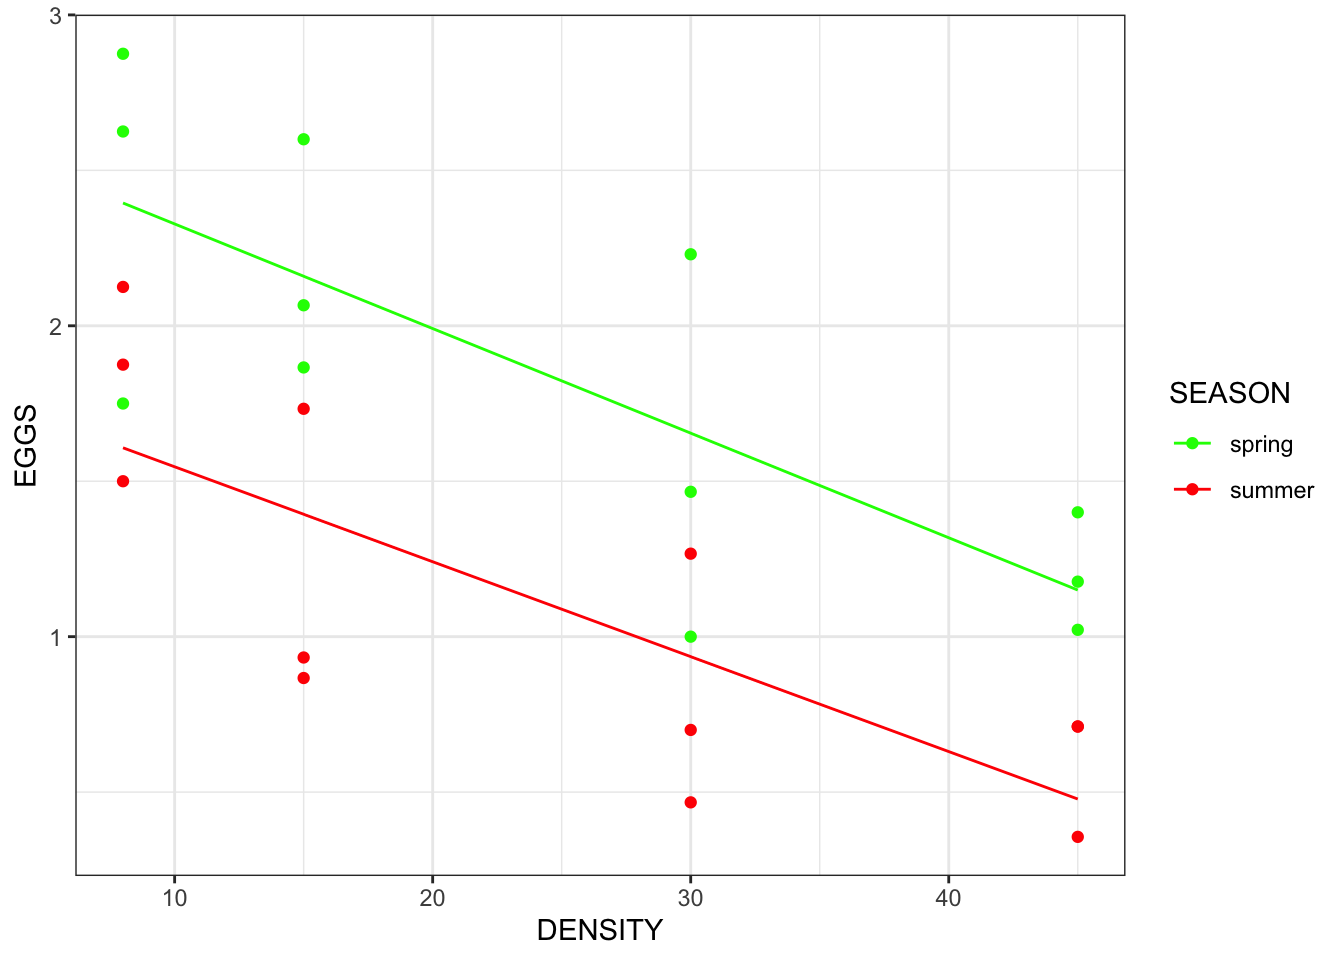 3
2
1
EGGS
10 20 30 40
DENSITY
SEASON
spring
summer